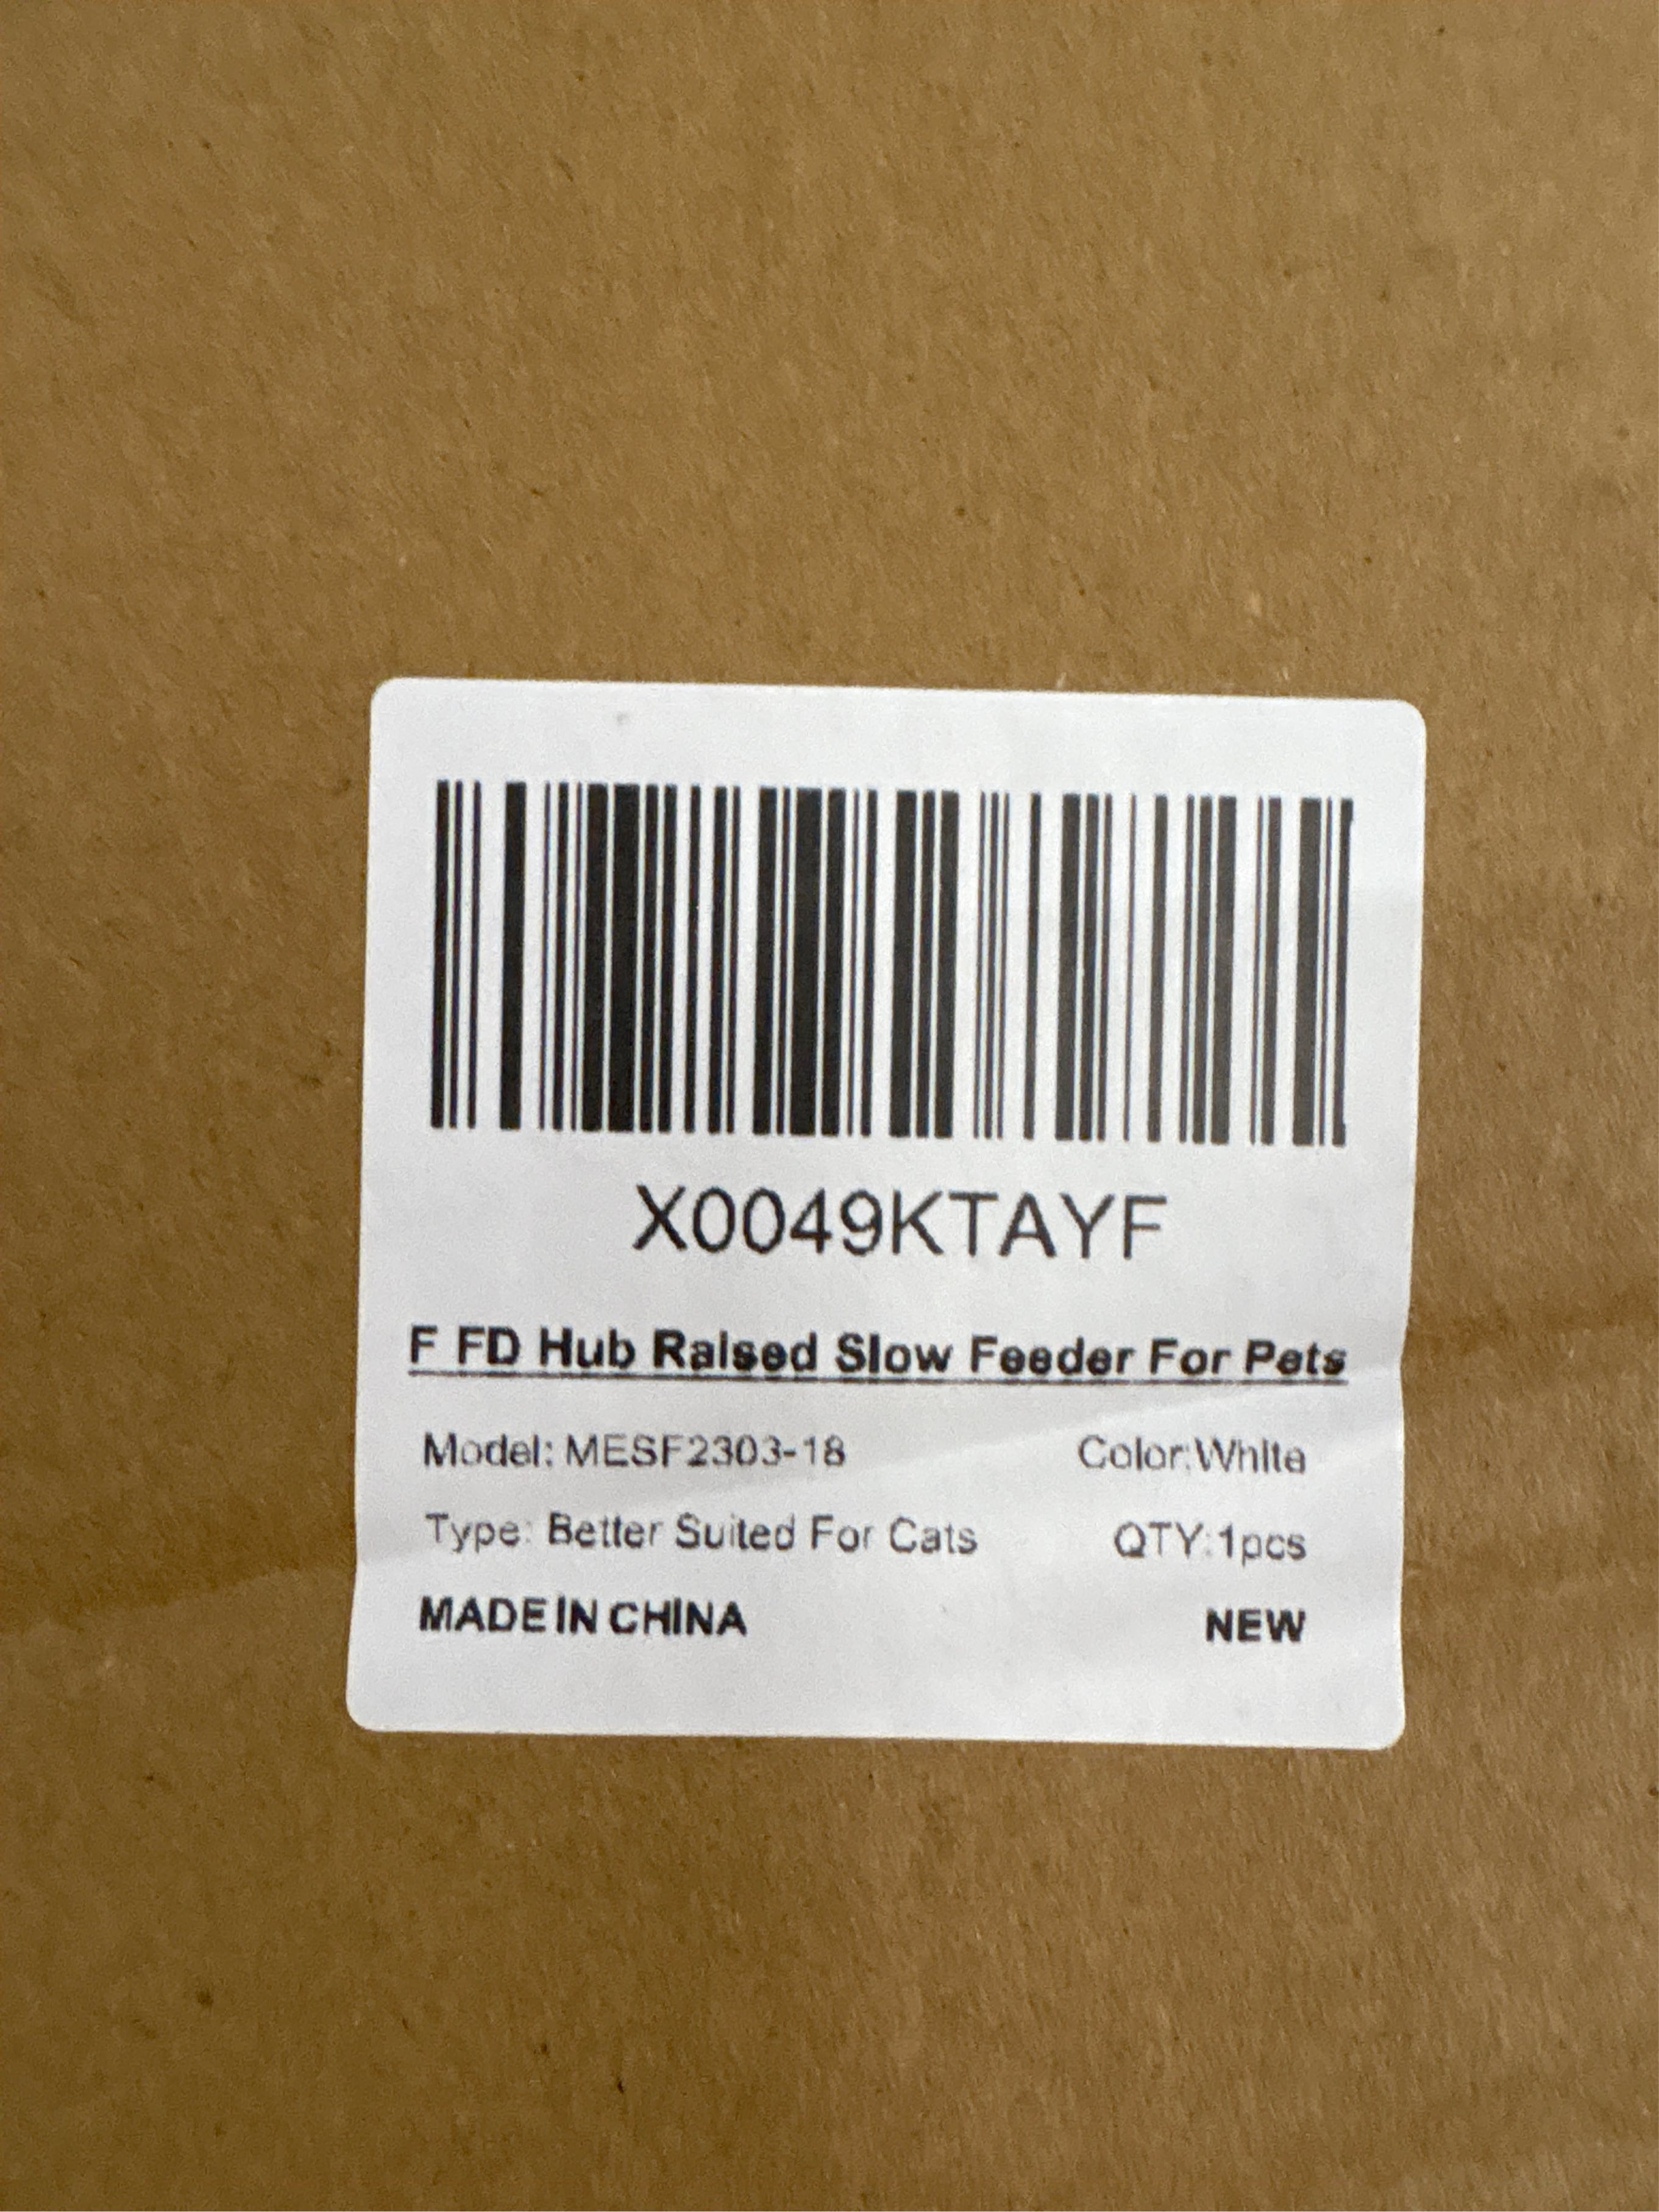 X0049KTAYF
F FD Hub Raised Slow Feeder For Pets
Model: MESF2303-18 Color:White
Type: Better Suited For Cats QTY:1pcs
MADE IN CHINA NEW